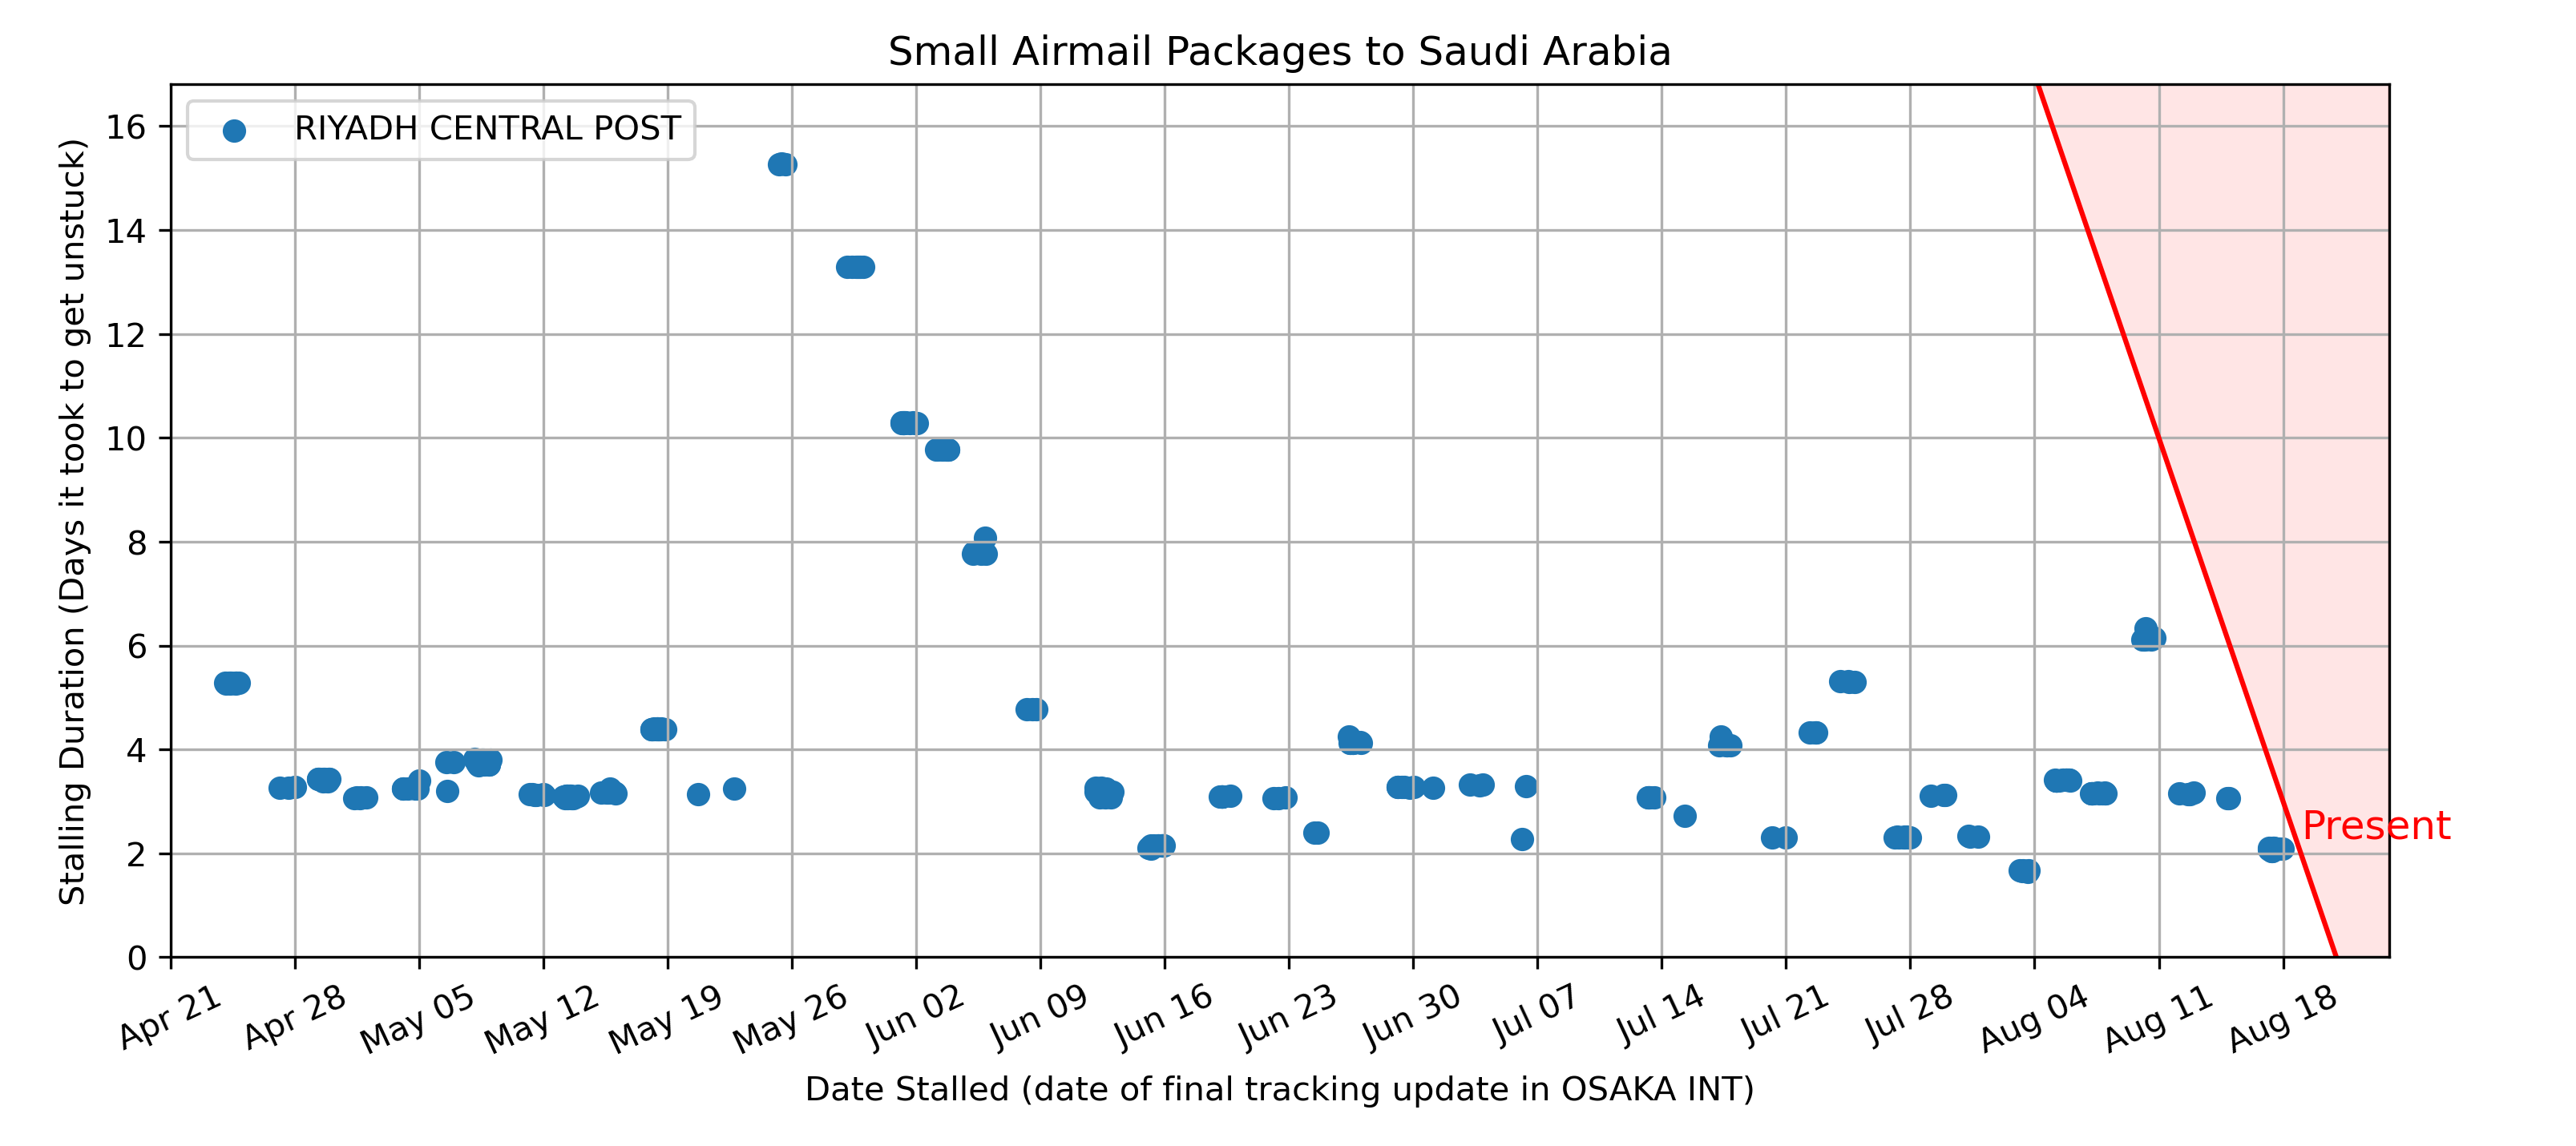 Small Airmail Packages to Saudi Arabia
RIYADH CENTRAL POST
Stalling Duration (Days it took to get unstuck)
16
14
12
10
8
6
4
2
0
Present
Apr 21
Apr 28
May 05
May 12
May 19
May 26
Jun 02
Jun 09
Jun 16
Jun 23
Jun 30
Jul 07
Jul 14
Jul 21
Jul 28
Aug 04
Aug 11
Aug 18
Date Stalled (date of final tracking update in OSAKA INT)